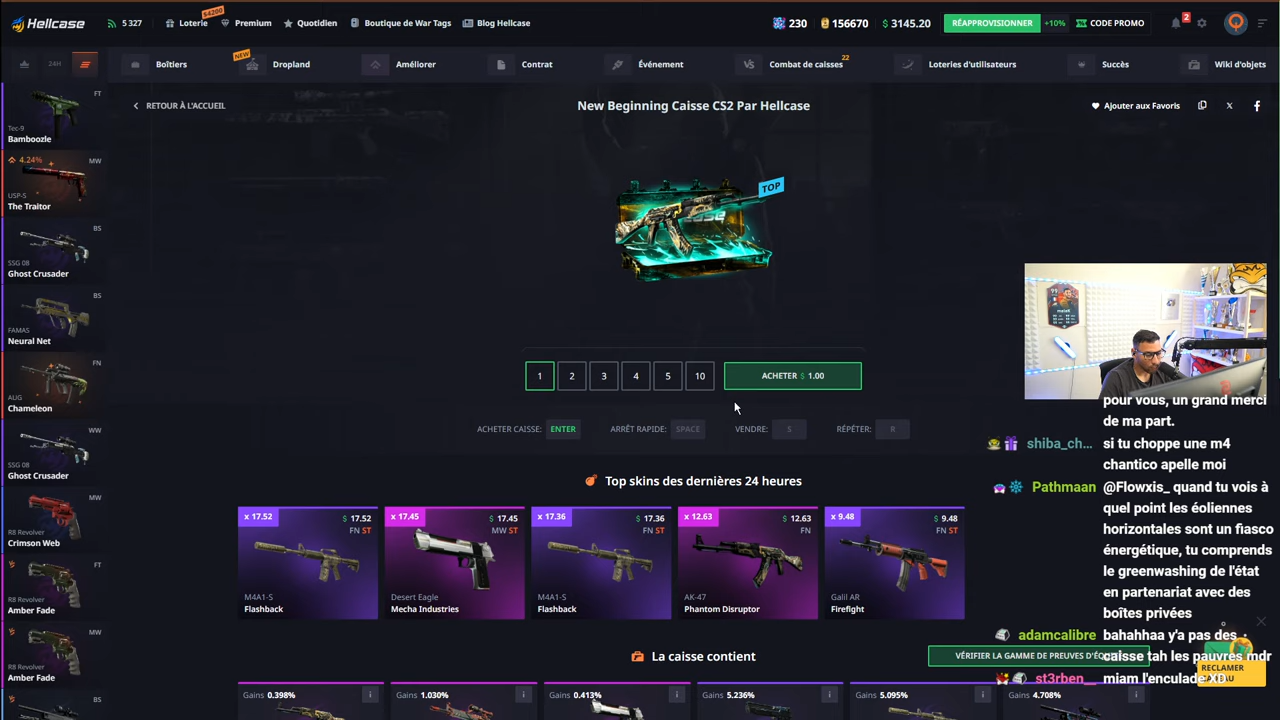 Hellcase
5 327
Loterie
$4200
Premium
Quotidien
Boutique de War Tags
Blog Hellcase
230
156670
$ 3145.20
RÉAPPROVISIONNER
+10%
CODE PROMO
2
24H
Boîtiers
NEW
Dropland
Améliorer
Contrat
Événement
VS
Combat de caisses
22
Loteries d'utilisateurs
Succès
Wiki d'objets
RETOUR À L'ACCUEIL
New Beginning Caisse CS2 Par Hellcase
Ajouter aux Favoris
FT
Tec-9
Bamboozle
4.24%
MW
USP-S
The Traitor
BS
SSG 08
Ghost Crusader
BS
FAMAS
Neural Net
FN
AUG
Chameleon
WW
SSG 08
Ghost Crusader
MW
R8 Revolver
Crimson Web
FT
R8 Revolver
Amber Fade
MW
R8 Revolver
Amber Fade
BS
TOP
1
2
3
4
5
10
ACHETER $ 1.00
ACHETER CAISSE:
ENTER
ARRÊT RAPIDE:
SPACE
VENDRE:
S
RÉPÉTER:
R
Top skins des dernières 24 heures
x 17.52
$ 17.52
FN ST
M4A1-S
Flashback
x 17.45
$ 17.45
MW ST
Desert Eagle
Mecha Industries
x 17.36
$ 17.36
FN ST
M4A1-S
Flashback
x 12.63
$ 12.63
FN
AK-47
Phantom Disruptor
x 9.48
$ 9.48
FN ST
Galil AR
Firefight
La caisse contient
Gains 0.398%
Gains 1.030%
Gains 0.413%
Gains 5.236%
Gains 5.095%
Gains 4.708%
pour vous, un grand merci
de ma part.
shiba_ch...
si tu choppe une m4
chantico apelle moi
Pathmaan
@Flowxis_ quand tu vois à
quel point les éoliennes
horizontales sont un fiasco
énergétique, tu comprends
le greenwashing de l'état
en partenariat avec des
boîtes privées
adamcalibre
bahahhaa y'a pas des
caisse tah les pauvres mdr
st3rben__
miam l'enculade XD
VÉRIFIER LA GAMME DE PREUVES
RECLAMER